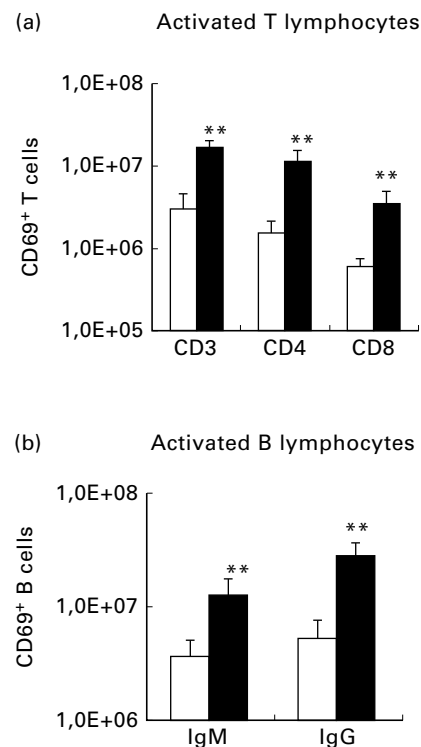 (a) Activated T lymphocytes
1,0E+08
1,0E+07
1,0E+06
1,0E+05
CD69⁺ T cells
** ** **
CD3 CD4 CD8
(b) Activated B lymphocytes
1,0E+08
1,0E+07
1,0E+06
CD69⁺ B cells
** **
IgM IgG